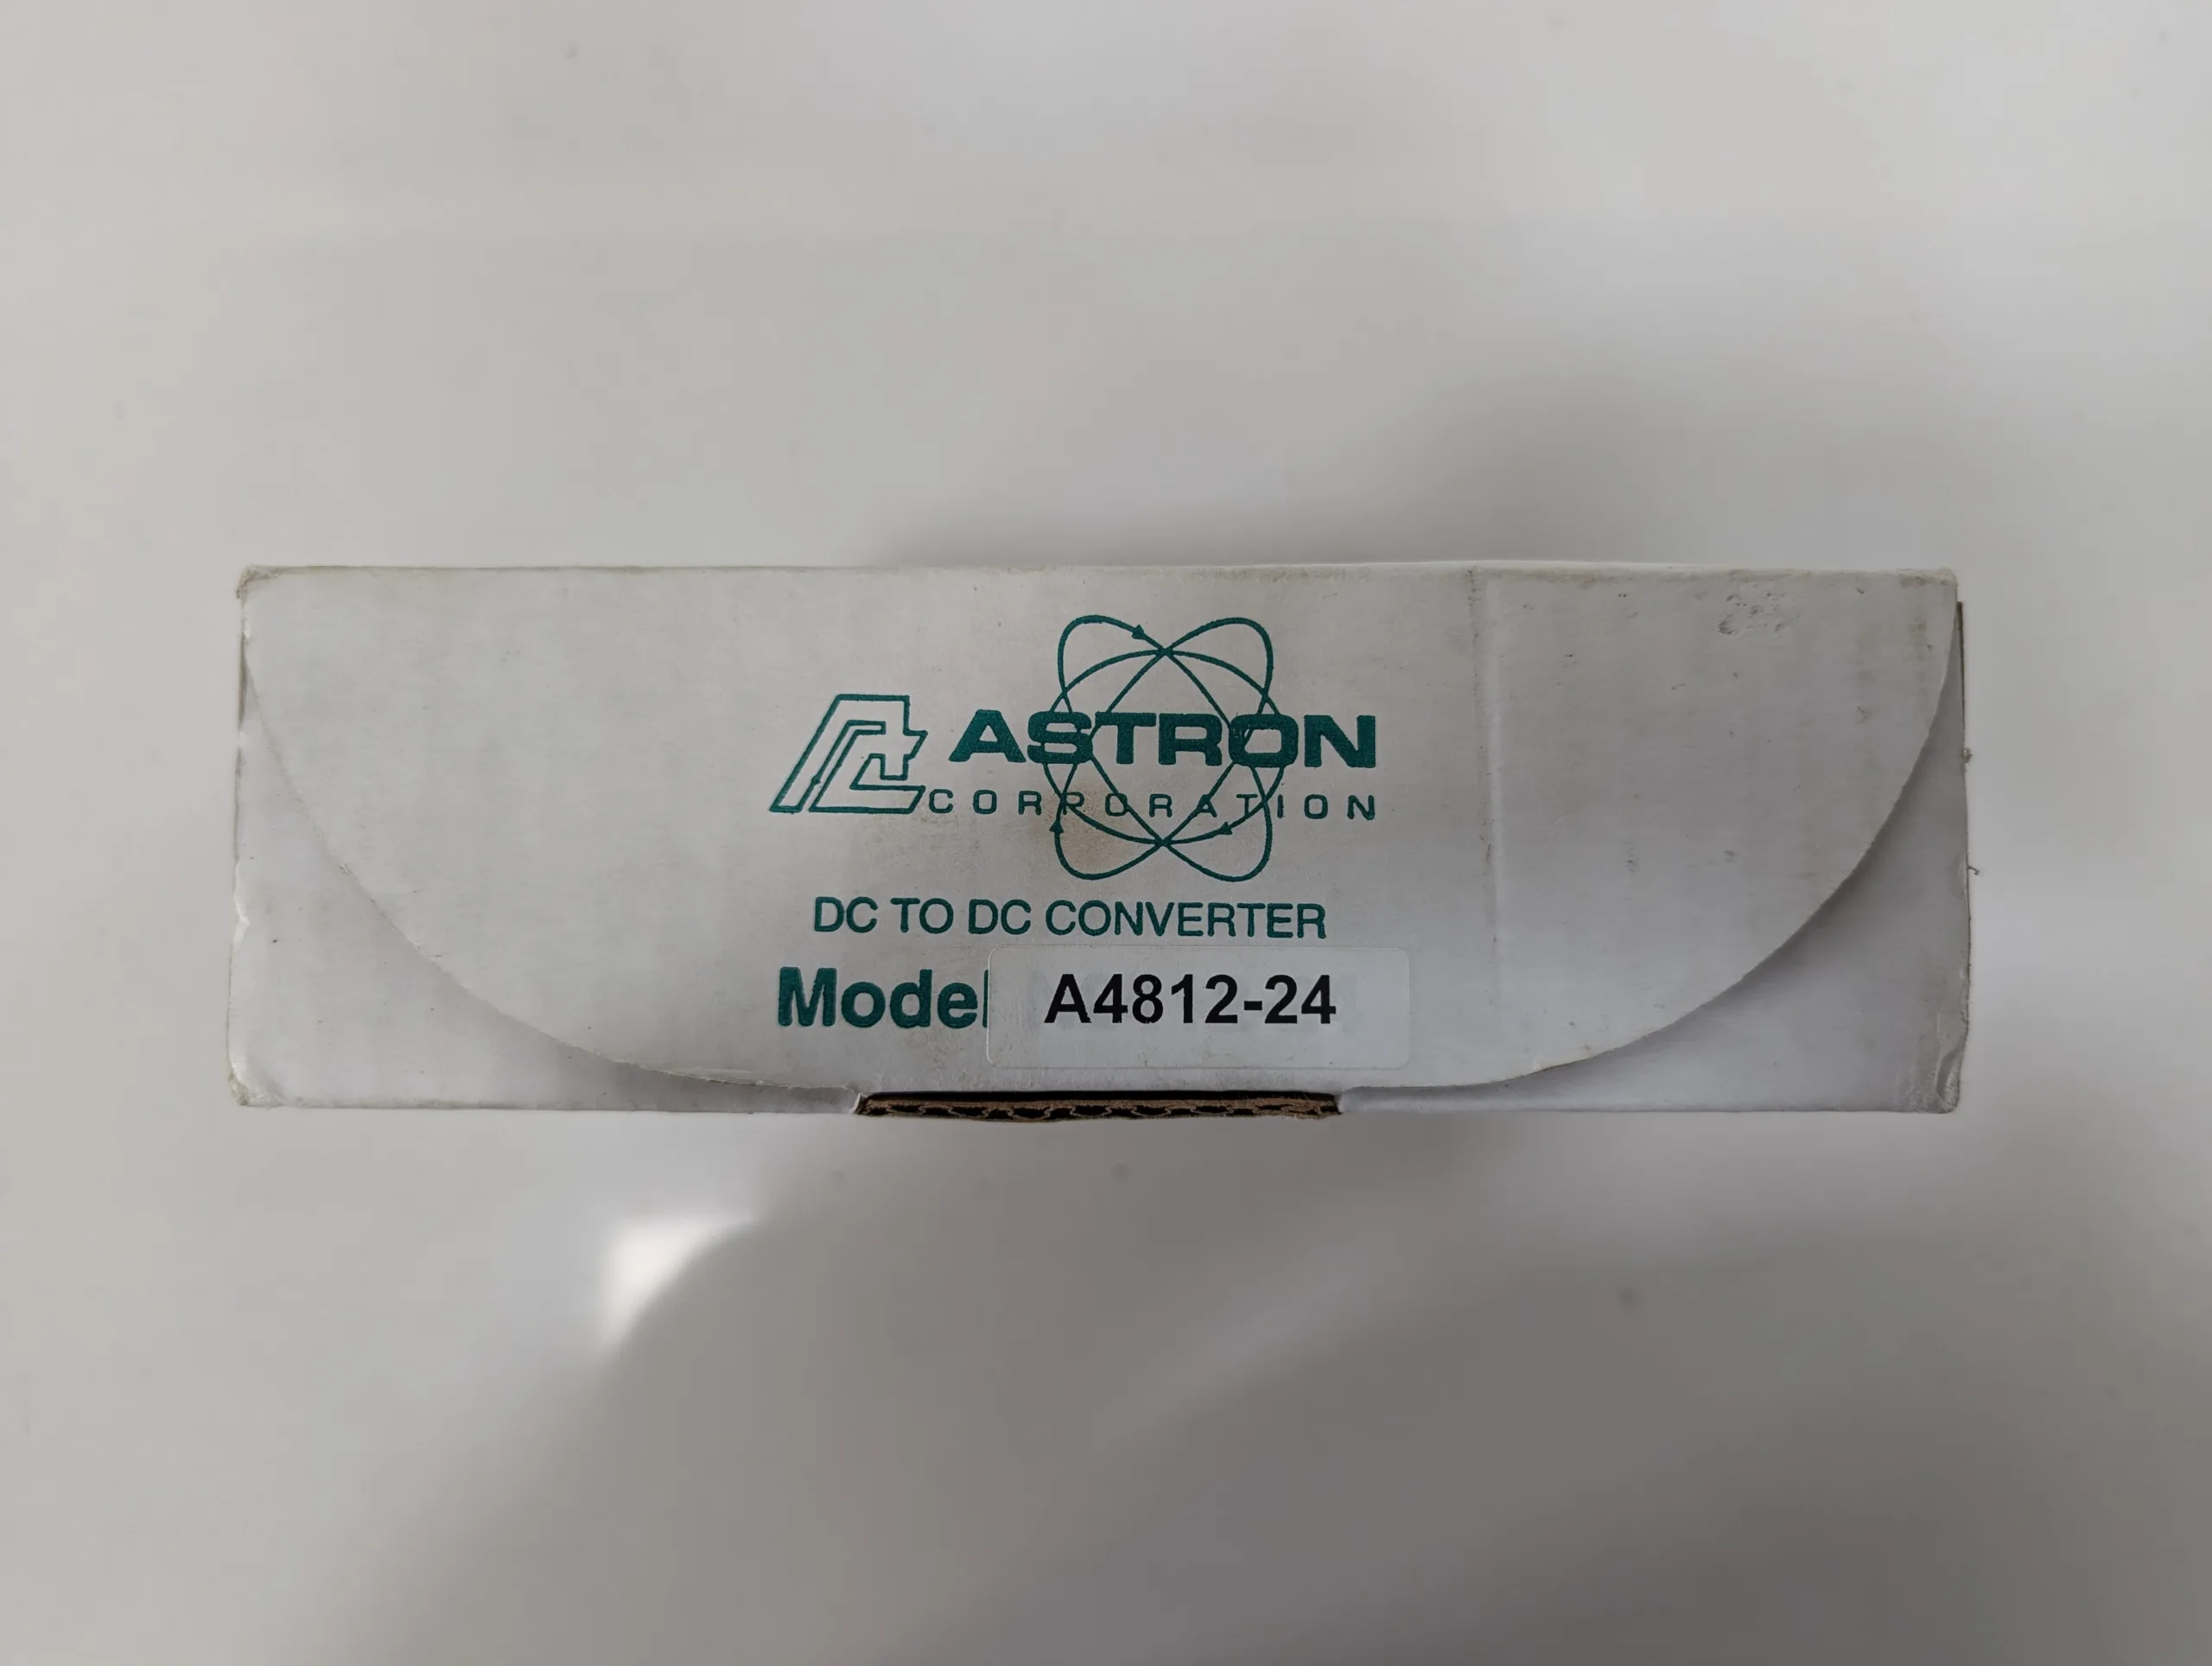 ASTRON
CORPORATION
DC TO DC CONVERTER
Model A4812-24